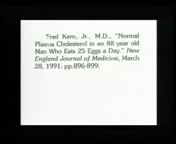 Fred Kern, Jr., M.D., "Normal
Plasma Cholesterol in an 88 year old
Man Who Eats 25 Eggs a Day." New
England Journal of Medicine, March
28, 1991: pp.896-899.